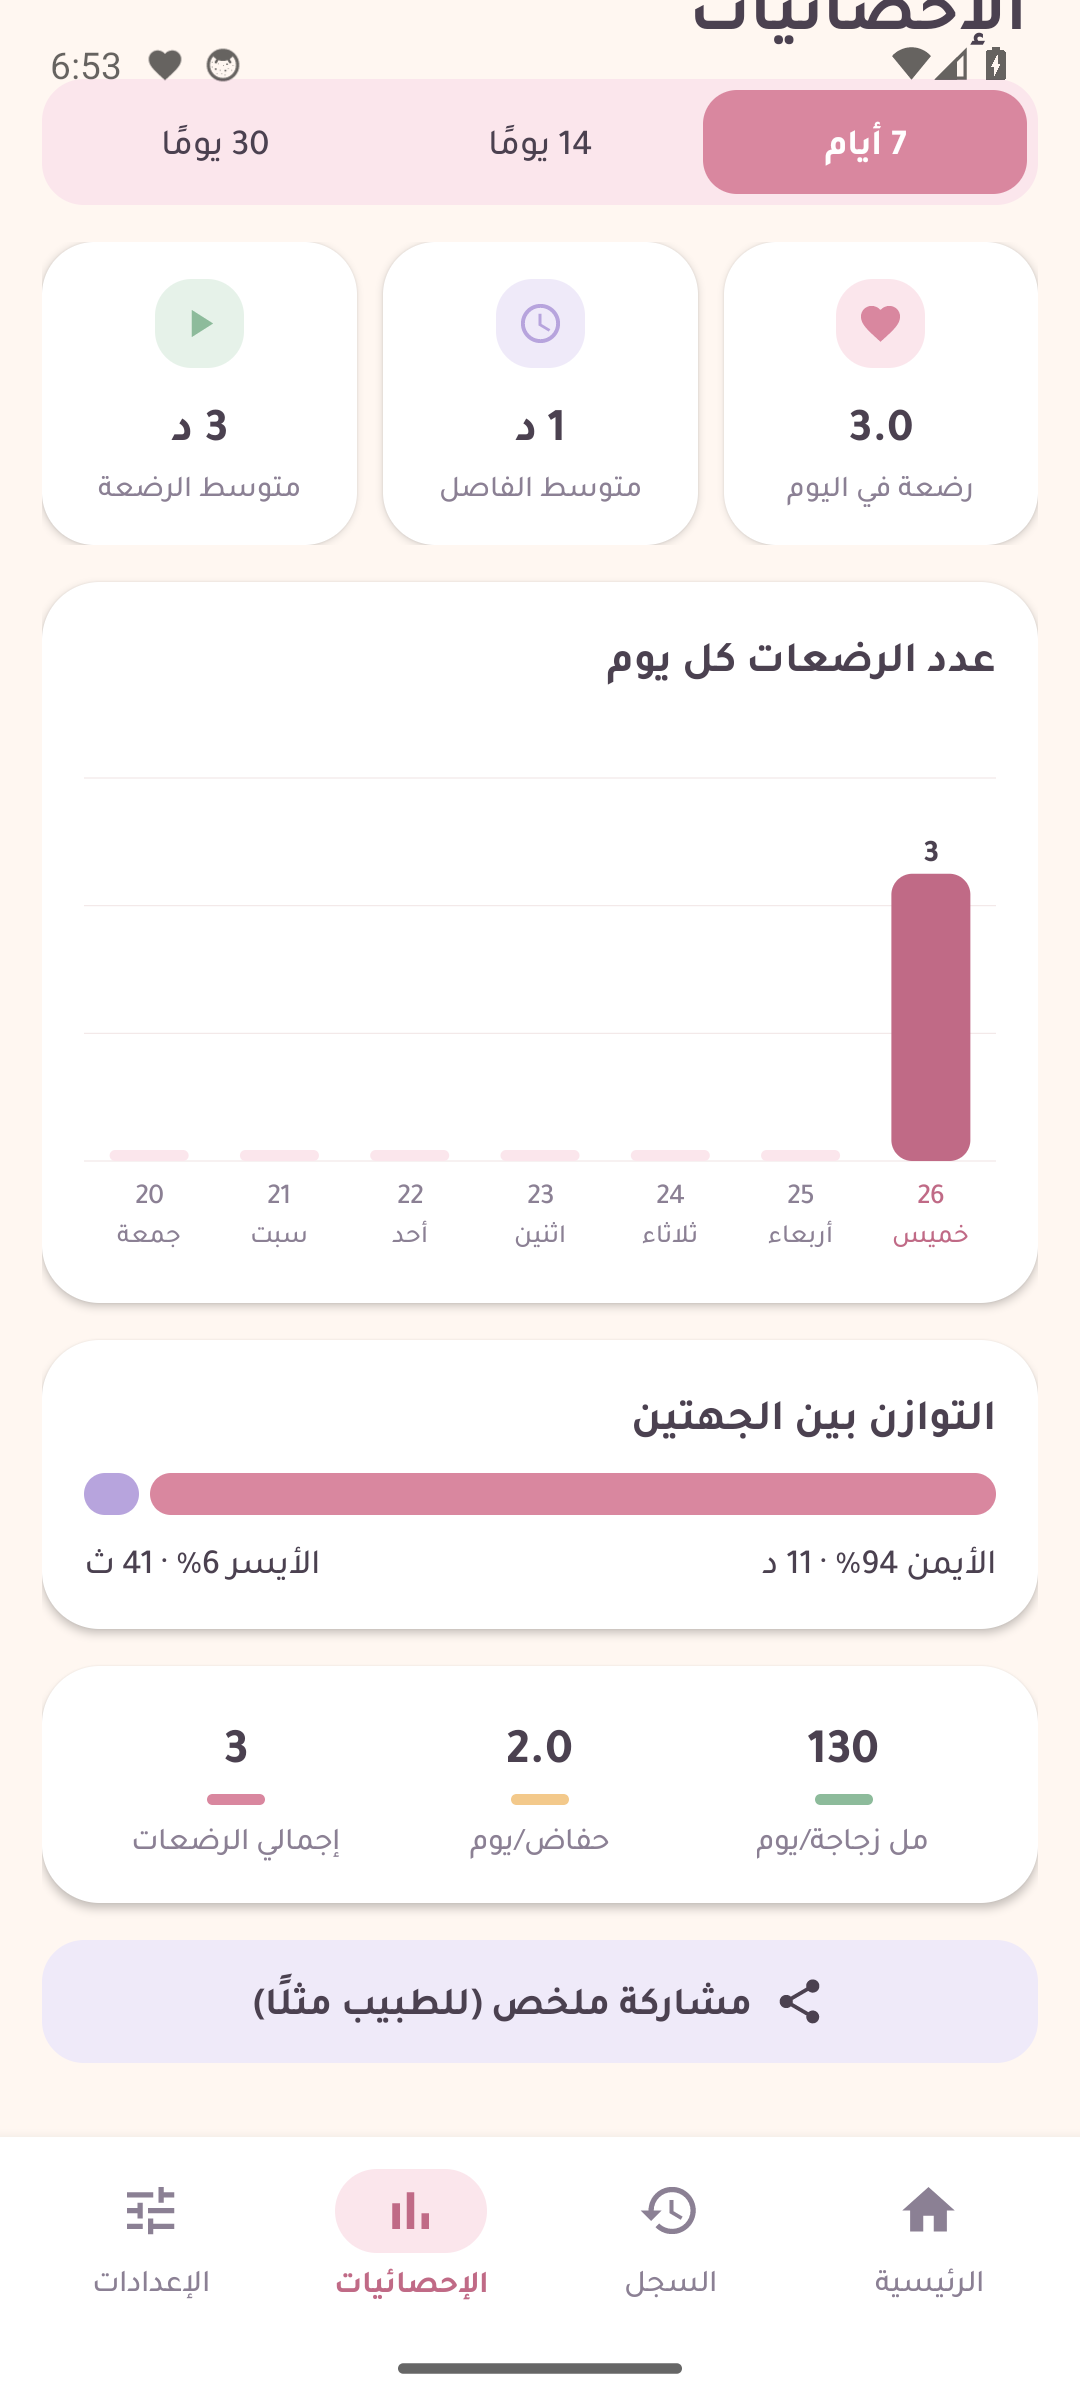 الإحصائيات
6:53
7 أيام
14 يومًا
30 يومًا
3.0
رضعة في اليوم
1 د
متوسط الفاصل
3 د
متوسط الرضعة
عدد الرضعات كل يوم
3
26
خميس
25
أربعاء
24
ثلاثاء
23
اثنين
22
أحد
21
سبت
20
جمعة
التوازن بين الجهتين
الأيمن 94% · 11 د
الأيسر 6% · 41 ث
130
مل زجاجة/يوم
2.0
حفاض/يوم
3
إجمالي الرضعات
مشاركة ملخص (للطبيب مثلًا)
الرئيسية
السجل
الإحصائيات
الإعدادات